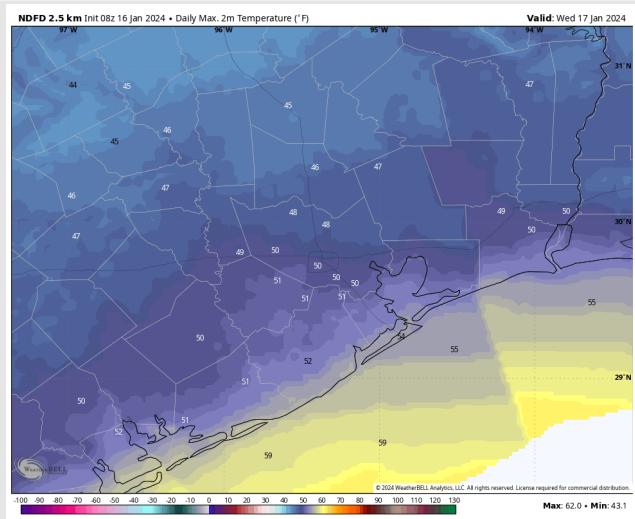 NDFD 2.5 km Init 08z 16 Jan 2024 • Daily Max. 2m Temperature (°F)
Valid: Wed 17 Jan 2024
97°W 96°W 95°W 94°W
31°N
44 45 47
45
45 46
46 47
46 47
47 48 49 50 30°N
48 50
49 50
50
51 50 50
51 51 55
54
50 52 55
51 29°N
50
51
52 59
59
WeatherBELL
© 2024 WeatherBELL Analytics, LLC. All rights reserved. License required for commercial distribution.
-100 -90 -80 -70 -60 -50 -40 -30 -20 -10 0 10 20 30 40 50 60 70 80 90 100 110 120 130
Max: 62.0 • Min: 43.1